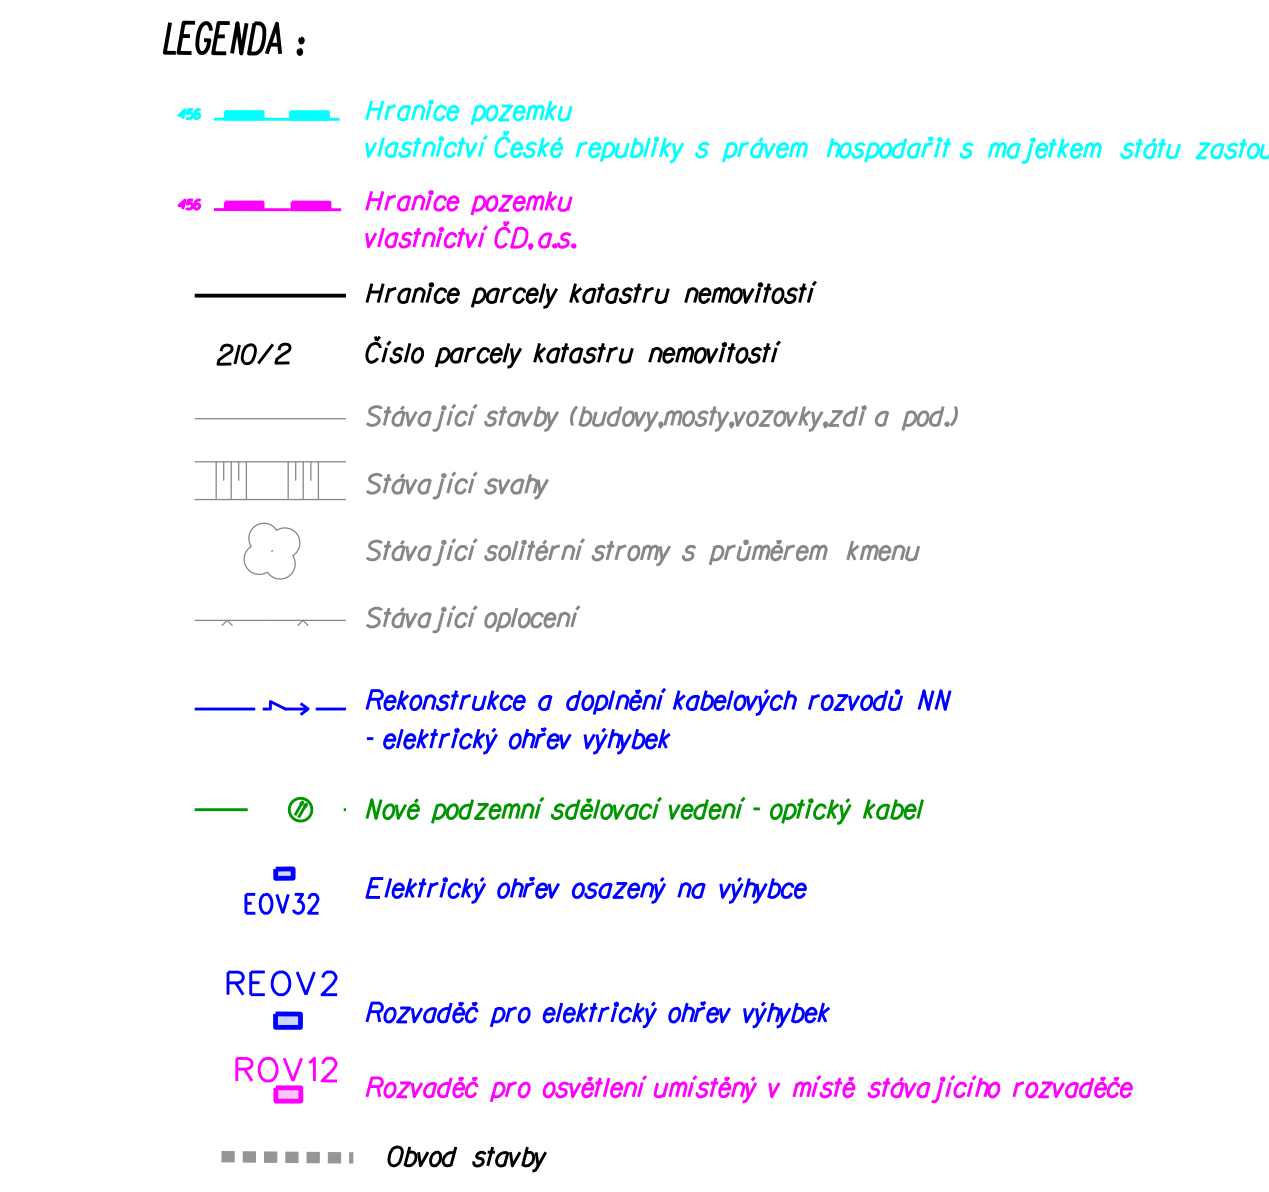 LEGENDA :
456 Hranice pozemku
vlastnictví České republiky s právem hospodařit s majetkem státu
456 Hranice pozemku
vlastnictví ČD,a.s.
Hranice parcely katastru nemovitostí
210/2 Číslo parcely katastru nemovitostí
Stávající stavby (budovy,mosty,vozovky,zdi a pod.)
Stávající svahy
Stávající solitérní stromy s průměrem kmenu
Stávající oplocení
Rekonstrukce a doplnění kabelových rozvodů NN
- elektrický ohřev výhybek
Nové podzemní sdělovací vedení - optický kabel
EOV32 Elektrický ohřev osazený na výhybce
REOV2
Rozvaděč pro elektrický ohřev výhybek
ROV12
Rozvaděč pro osvětlení umístěný v místě stávajícího rozvaděče
Obvod stavby